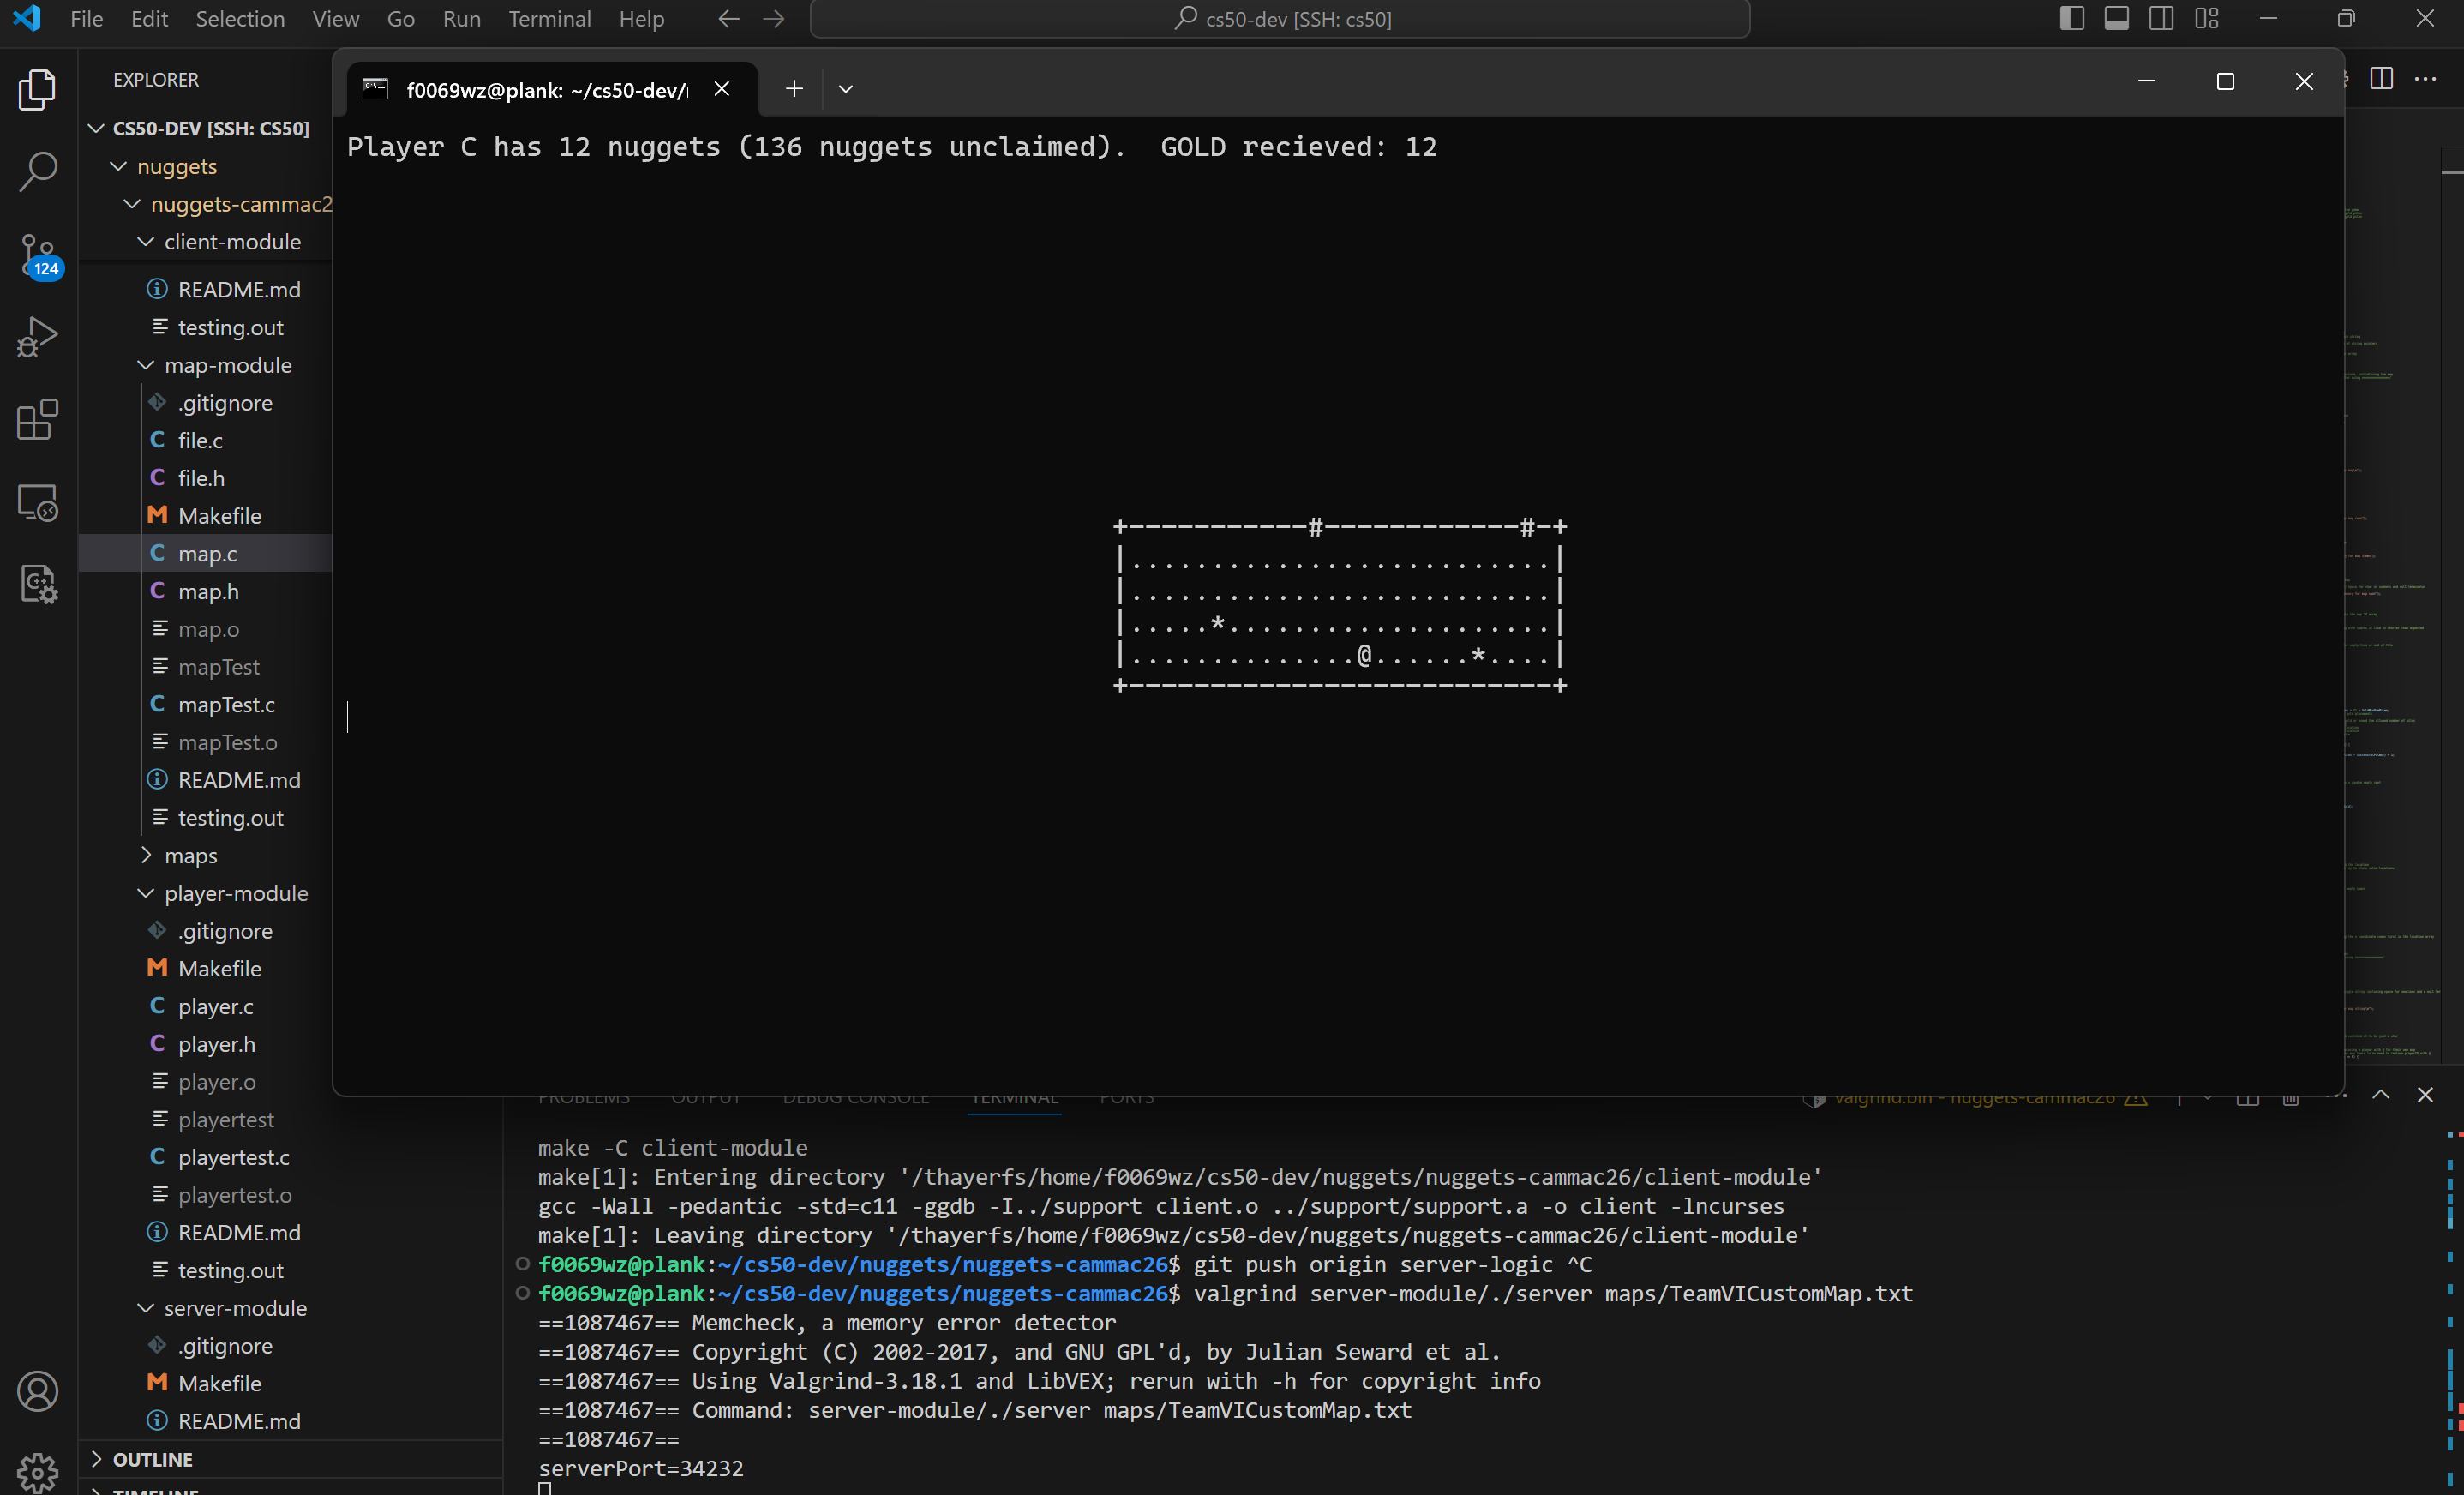 File Edit Selection View Go Run Terminal Help
cs50-dev [SSH: cs50]
EXPLORER
CS50-DEV [SSH: CS50]
nuggets
nuggets-cammac2
client-module
README.md
testing.out
map-module
.gitignore
file.c
file.h
Makefile
map.c
map.h
map.o
mapTest
mapTest.c
mapTest.o
README.md
testing.out
maps
player-module
.gitignore
Makefile
player.c
player.h
player.o
playertest
playertest.c
playertest.o
README.md
testing.out
server-module
.gitignore
Makefile
README.md
OUTLINE
TIMELINE
124
f0069wz@plank: ~/cs50-dev/
Player C has 12 nuggets (136 nuggets unclaimed).  GOLD recieved: 12
+-----------#------------#-+
|..........................|
|..........................|
|.....*....................|
|..............@......*....|
+--------------------------+
PROBLEMS OUTPUT DEBUG CONSOLE TERMINAL PORTS
valgrind.bin - nuggets-cammac26
make -C client-module
make[1]: Entering directory '/thayerfs/home/f0069wz/cs50-dev/nuggets/nuggets-cammac26/client-module'
gcc -Wall -pedantic -std=c11 -ggdb -I../support client.o ../support/support.a -o client -lncurses
make[1]: Leaving directory '/thayerfs/home/f0069wz/cs50-dev/nuggets/nuggets-cammac26/client-module'
f0069wz@plank:~/cs50-dev/nuggets/nuggets-cammac26$ git push origin server-logic ^C
f0069wz@plank:~/cs50-dev/nuggets/nuggets-cammac26$ valgrind server-module/./server maps/TeamVICustomMap.txt
==1087467== Memcheck, a memory error detector
==1087467== Copyright (C) 2002-2017, and GNU GPL'd, by Julian Seward et al.
==1087467== Using Valgrind-3.18.1 and LibVEX; rerun with -h for copyright info
==1087467== Command: server-module/./server maps/TeamVICustomMap.txt
==1087467==
serverPort=34232